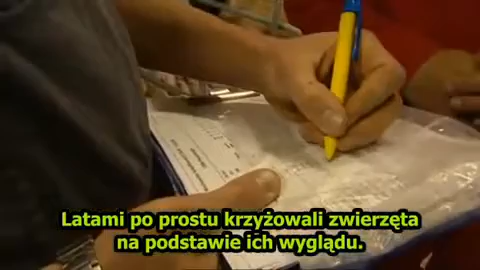 Latami po prostu krzyżowali zwierzęta
na podstawie ich wyglądu.